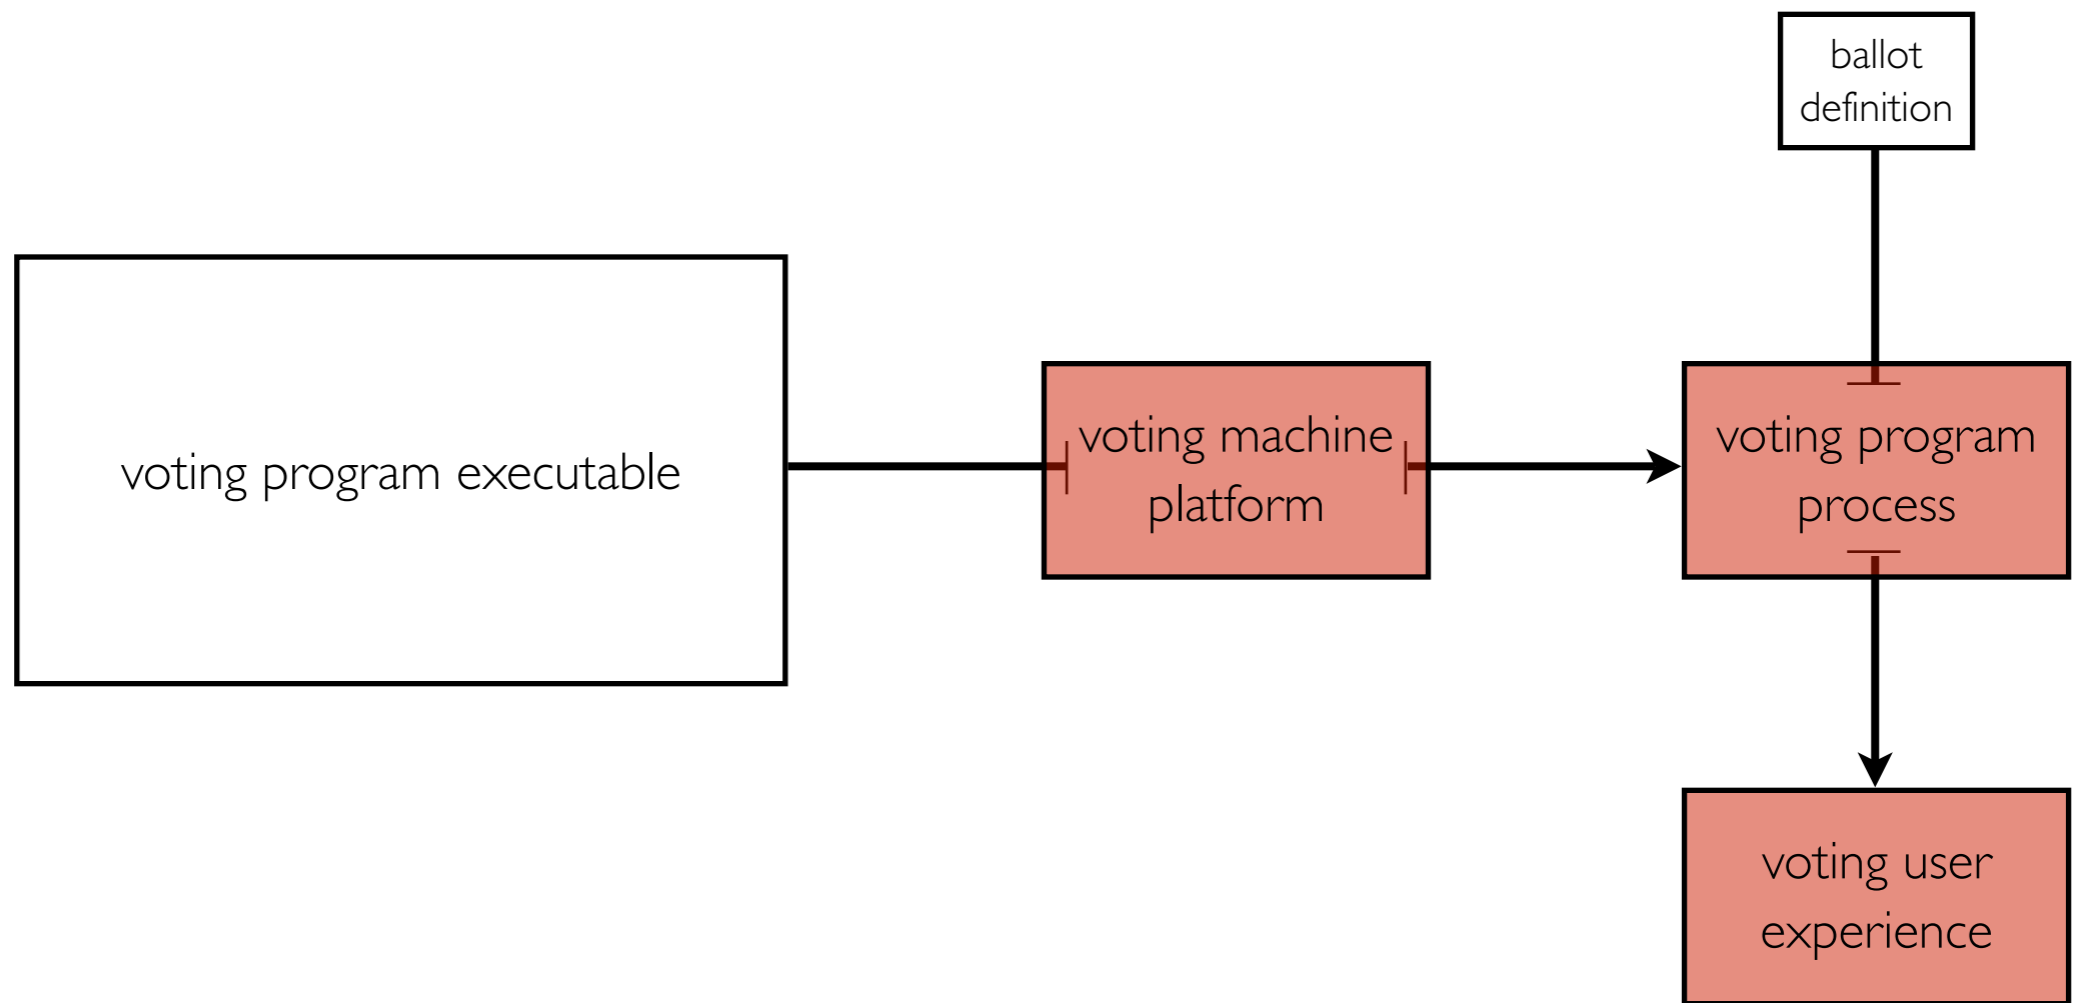 ballot
definition
voting program executable
voting machine
platform
voting program
process
voting user
experience